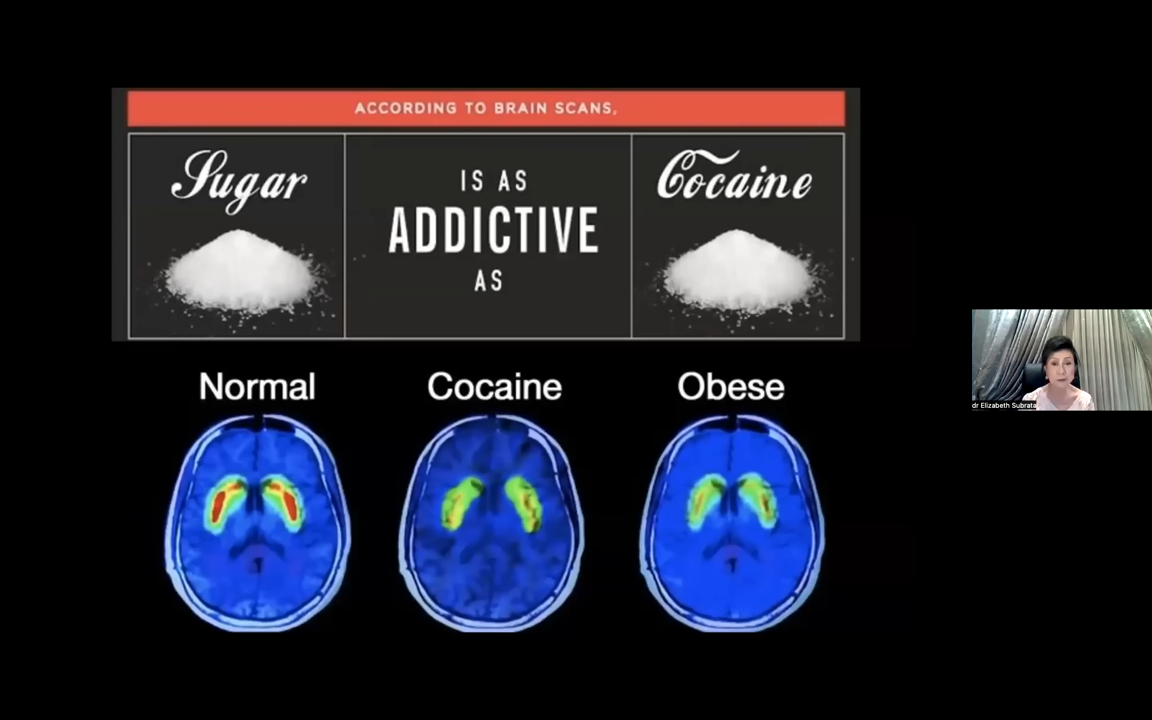 ACCORDING TO BRAIN SCANS,
Sugar
IS AS
ADDICTIVE
AS
Cocaine
Normal Cocaine Obese
dr Elizabeth Subrata